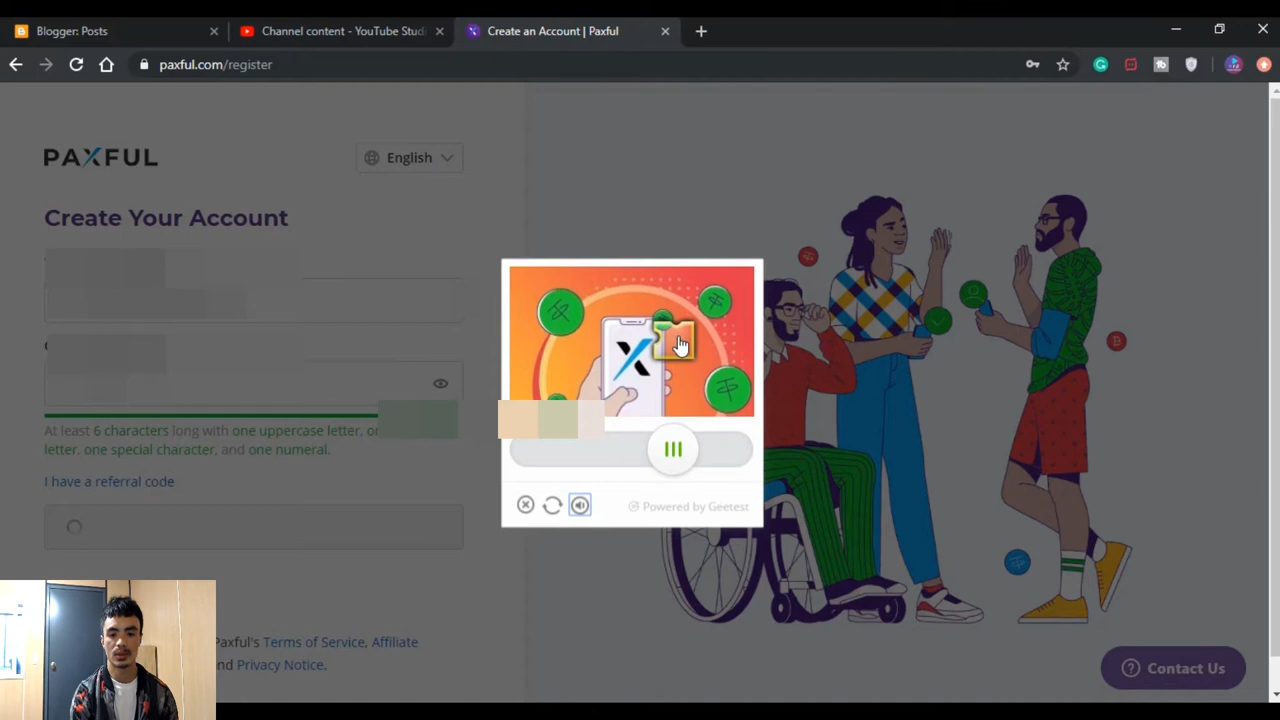 Blogger: Posts
Channel content - YouTube Stud
Create an Account | Paxful
paxful.com/register
PAXFUL
English
Create Your Account
At least 6 characters long with one uppercase letter,
letter, one special character, and one numeral.
I have a referral code
Powered by Geetest
Paxful's Terms of Service, Affiliate
Privacy Notice.
Contact Us